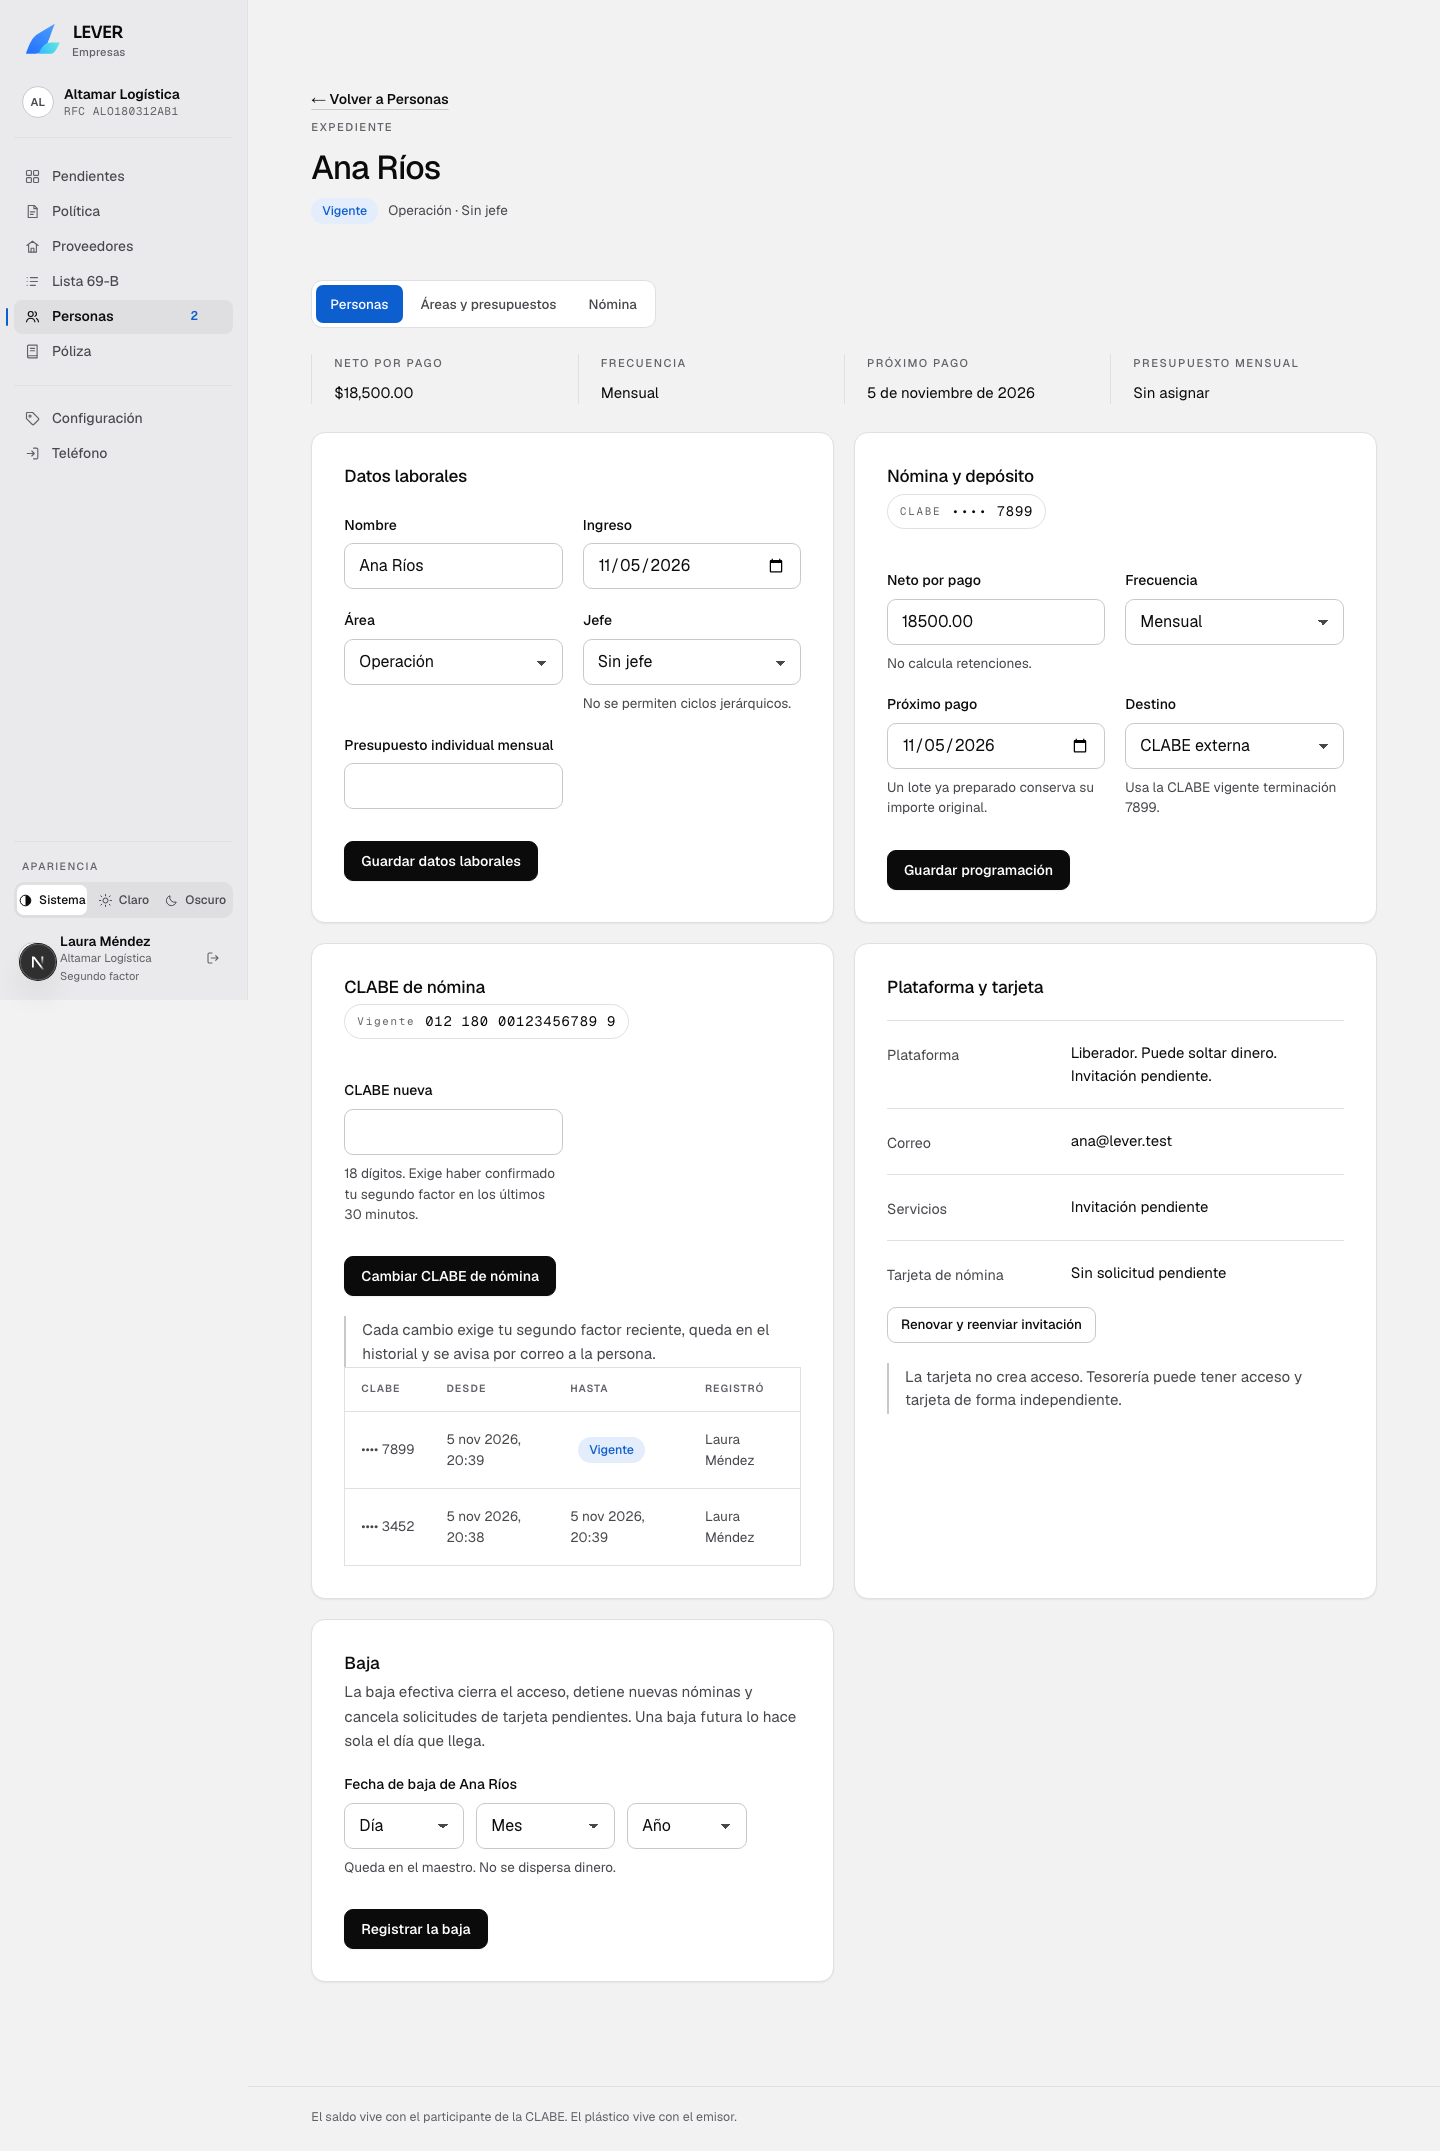 LEVER
Empresas
AL
Altamar Logística
RFC ALO180312AB1
Pendientes
Política
Proveedores
Lista 69-B
Personas 2
Póliza
Configuración
Teléfono
APARIENCIA
Sistema Claro Oscuro
N
Laura Méndez
Altamar Logística
Segundo factor
← Volver a Personas
EXPEDIENTE
Ana Ríos
Vigente Operación · Sin jefe
Personas Áreas y presupuestos Nómina
NETO POR PAGO
$18,500.00
FRECUENCIA
Mensual
PRÓXIMO PAGO
5 de noviembre de 2026
PRESUPUESTO MENSUAL
Sin asignar
Datos laborales
Nombre
Ana Ríos
Ingreso
11/05/2026
Área
Operación
Jefe
Sin jefe
No se permiten ciclos jerárquicos.
Presupuesto individual mensual
Guardar datos laborales
Nómina y depósito
CLABE •••• 7899
Neto por pago
18500.00
No calcula retenciones.
Frecuencia
Mensual
Próximo pago
11/05/2026
Un lote ya preparado conserva su
importe original.
Destino
CLABE externa
Usa la CLABE vigente terminación
7899.
Guardar programación
CLABE de nómina
Vigente 012 180 00123456789 9
CLABE nueva
18 dígitos. Exige haber confirmado
tu segundo factor en los últimos
30 minutos.
Cambiar CLABE de nómina
Cada cambio exige tu segundo factor reciente, queda en el
historial y se avisa por correo a la persona.
CLABE DESDE HASTA REGISTRÓ
•••• 7899 5 nov 2026, 20:39 Vigente Laura Méndez
•••• 3452 5 nov 2026, 20:38 5 nov 2026, 20:39 Laura Méndez
Plataforma y tarjeta
Plataforma
Liberador. Puede soltar dinero.
Invitación pendiente.
Correo ana@lever.test
Servicios Invitación pendiente
Tarjeta de nómina Sin solicitud pendiente
Renovar y reenviar invitación
La tarjeta no crea acceso. Tesorería puede tener acceso y
tarjeta de forma independiente.
Baja
La baja efectiva cierra el acceso, detiene nuevas nóminas y
cancela solicitudes de tarjeta pendientes. Una baja futura lo hace
sola el día que llega.
Fecha de baja de Ana Ríos
Día Mes Año
Queda en el maestro. No se dispersa dinero.
Registrar la baja
El saldo vive con el participante de la CLABE. El plástico vive con el emisor.